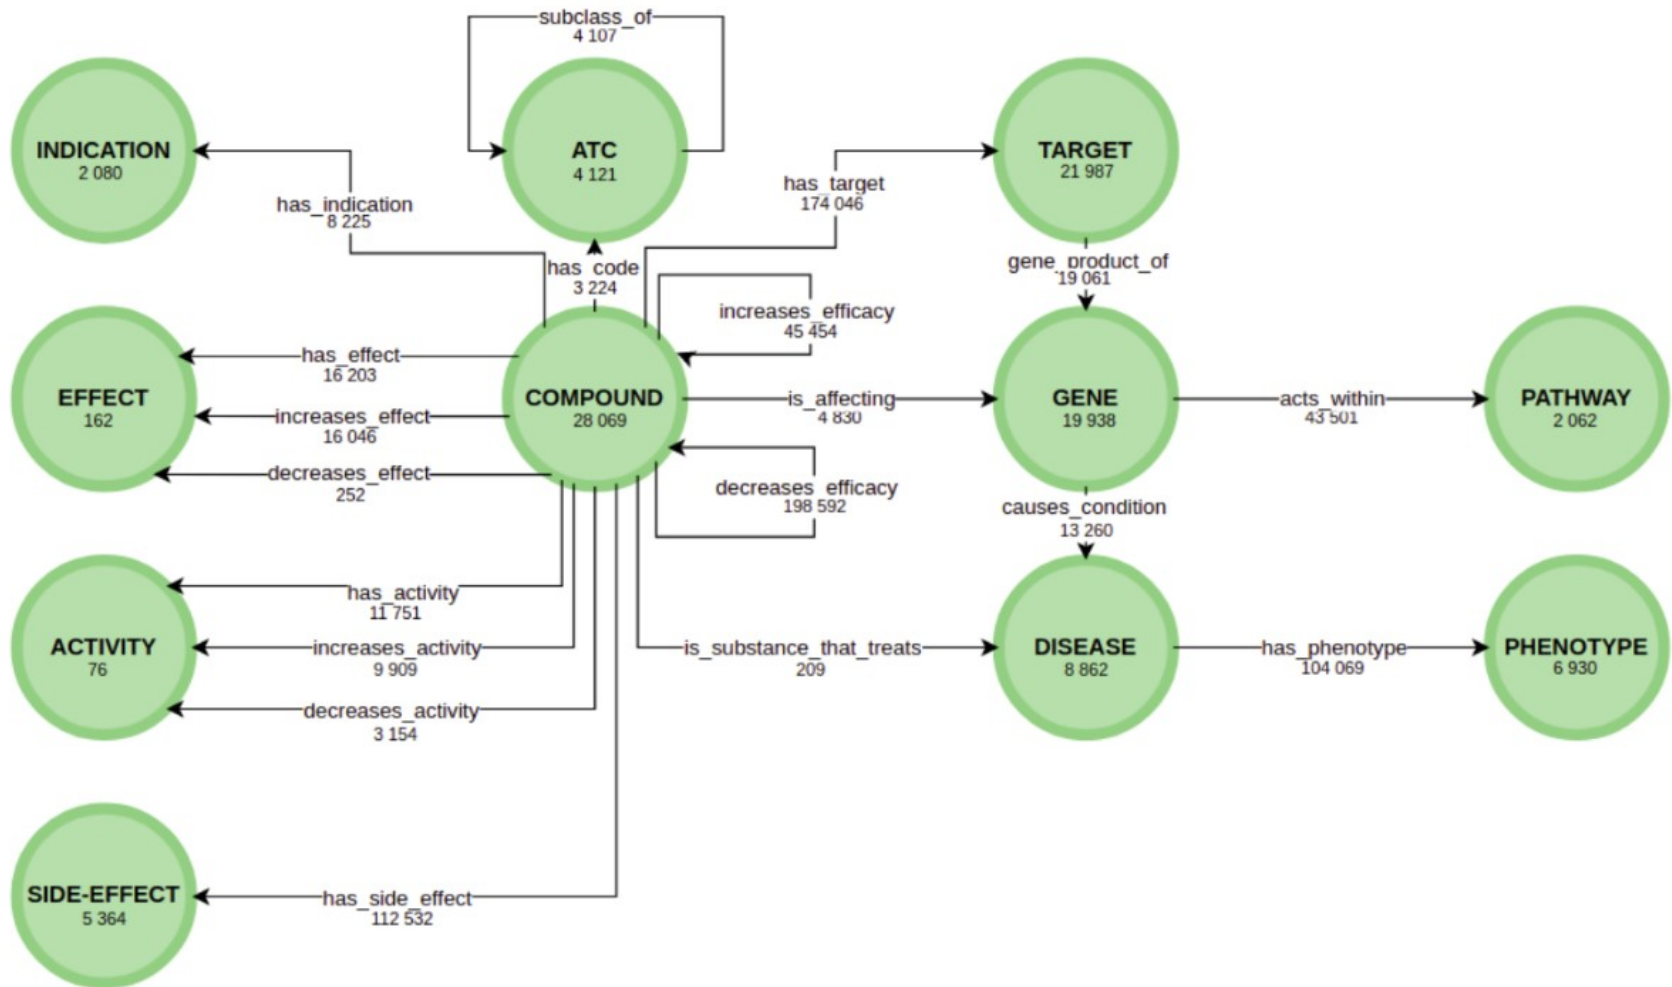 subclass_of
4 107
INDICATION
2 080
ATC
4 121
TARGET
21 987
has_indication
8 225
has_target
174 046
has_code
3 224
gene_product_of
19 061
increases_efficacy
45 454
has_effect
16 203
EFFECT
162
increases_effect
16 046
decreases_effect
252
COMPOUND
28 069
is_affecting
4 830
GENE
19 938
acts_within
43 501
PATHWAY
2 062
decreases_efficacy
198 592
causes_condition
13 260
has_activity
11 751
ACTIVITY
76
increases_activity
9 909
decreases_activity
3 154
is_substance_that_treats
209
DISEASE
8 862
has_phenotype
104 069
PHENOTYPE
6 930
SIDE-EFFECT
5 364
has_side_effect
112 532